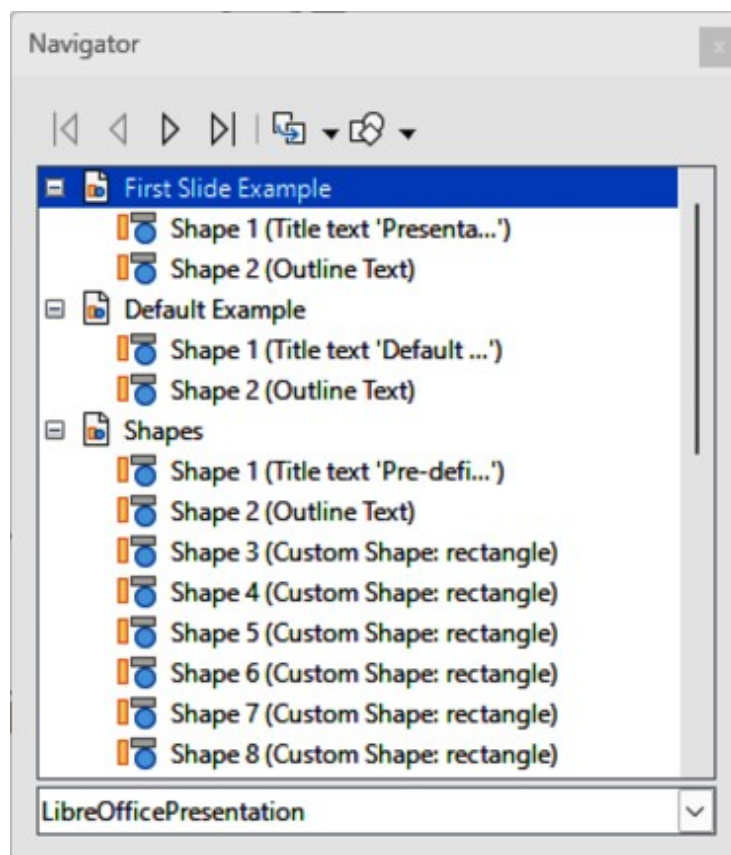 Navigator
First Slide Example
Shape 1 (Title text 'Presenta...')
Shape 2 (Outline Text)
Default Example
Shape 1 (Title text 'Default ...')
Shape 2 (Outline Text)
Shapes
Shape 1 (Title text 'Pre-defi...')
Shape 2 (Outline Text)
Shape 3 (Custom Shape: rectangle)
Shape 4 (Custom Shape: rectangle)
Shape 5 (Custom Shape: rectangle)
Shape 6 (Custom Shape: rectangle)
Shape 7 (Custom Shape: rectangle)
Shape 8 (Custom Shape: rectangle)
LibreOfficePresentation